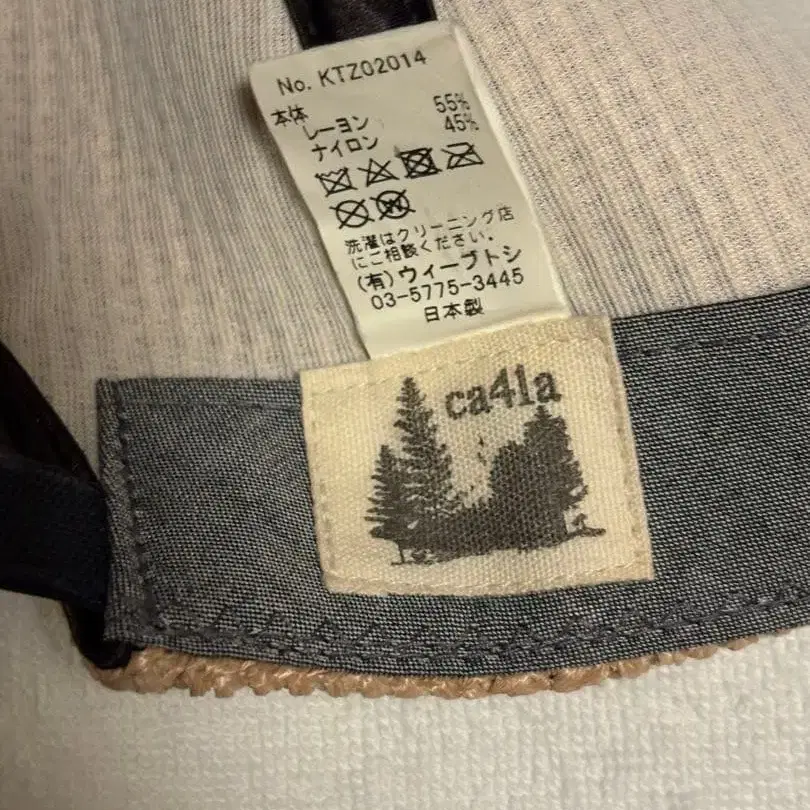 No. KTZ02014
本体
レーヨン 55%
ナイロン 45%
洗濯はクリーニング店
にご相談ください。
(有)ウィーブトシ
03-5775-3445
日本製
ca4la